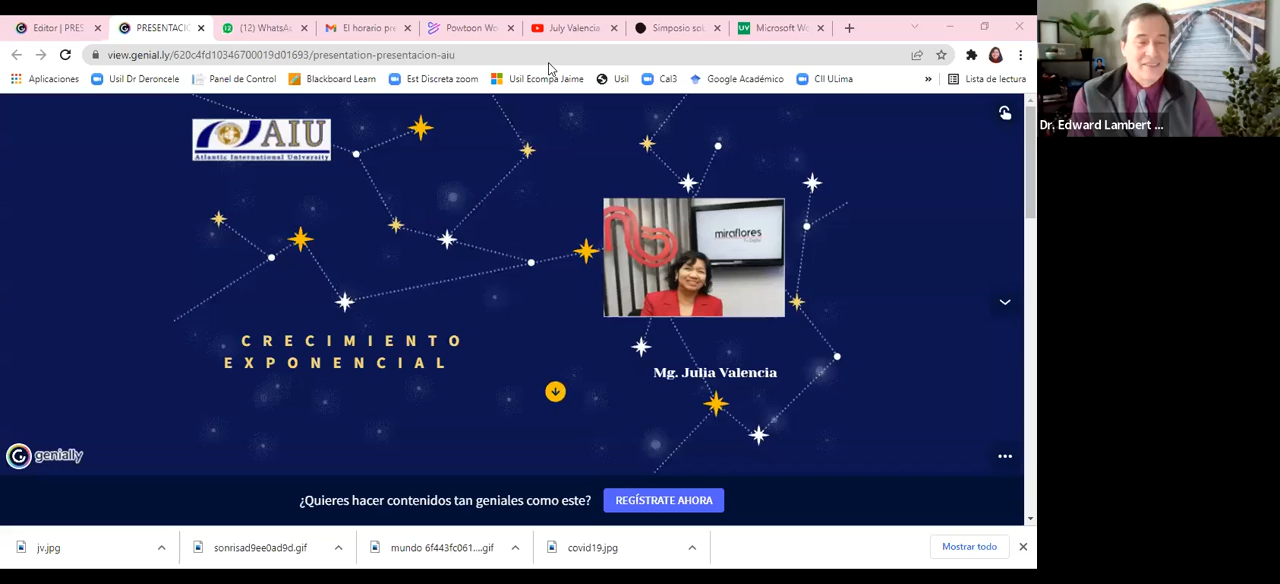 Editor | PRES
PRESENTACIÓ
(12) WhatsA
El horario pre
Powtoon Wo
July Valencia
Simposio sob
Microsoft Wo
view.genial.ly/620c4fd10346700019d01693/presentation-presentacion-aiu
Aplicaciones
Usil Dr Deroncele
Panel de Control
Blackboard Learn
Est Discreta zoom
Usil Ecompa Jaime
Usil
Cal3
Google Académico
CII ULima
»
Lista de lectura
Dr. Edward Lambert ...
AIU
Atlantic International University
miraflores
CRECIMIENTO
EXPONENCIAL
Mg. Julia Valencia
genially
¿Quieres hacer contenidos tan geniales como este?
REGÍSTRATE AHORA
jv.jpg
sonrisad9ee0ad9d.gif
mundo 6f443fc061....gif
covid19.jpg
Mostrar todo